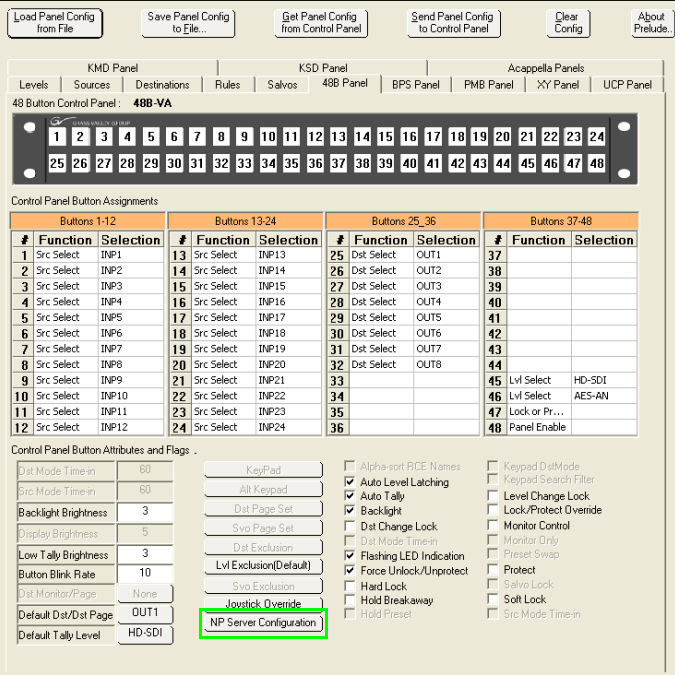 Load Panel Config from File
Save Panel Config to File...
Get Panel Config from Control Panel
Send Panel Config to Control Panel
Clear Config
About Prelude..
KMD Panel KSD Panel Acappella Panels
Levels Sources Destinations Rules Salvos 48B Panel BPS Panel PMB Panel XY Panel UCP Panel
48 Button Control Panel : 48B-VA
GRASS VALLEY GROUP
1 2 3 4 5 6 7 8 9 10 11 12 13 14 15 16 17 18 19 20 21 22 23 24
25 26 27 28 29 30 31 32 33 34 35 36 37 38 39 40 41 42 43 44 45 46 47 48
Control Panel Button Assignments
Buttons 1-12 Buttons 13-24 Buttons 25_36 Buttons 37-48
# Function Selection # Function Selection # Function Selection # Function Selection
1 Src Select INP1 13 Src Select INP13 25 Dst Select OUT1 37
2 Src Select INP2 14 Src Select INP14 26 Dst Select OUT2 38
3 Src Select INP3 15 Src Select INP15 27 Dst Select OUT3 39
4 Src Select INP4 16 Src Select INP16 28 Dst Select OUT4 40
5 Src Select INP5 17 Src Select INP17 29 Dst Select OUT5 41
6 Src Select INP6 18 Src Select INP18 30 Dst Select OUT6 42
7 Src Select INP7 19 Src Select INP19 31 Dst Select OUT7 43
8 Src Select INP8 20 Src Select INP20 32 Dst Select OUT8 44
9 Src Select INP9 21 Src Select INP21 33 45 Lvl Select HD-SDI
10 Src Select INP10 22 Src Select INP22 34 46 Lvl Select AES-AN
11 Src Select INP11 23 Src Select INP23 35 47 Lock or Pr...
12 Src Select INP12 24 Src Select INP24 36 48 Panel Enable
Control Panel Button Attributes and Flags .
Dst Mode Time-in 60
Src Mode Time-in 60
Backlight Brightness 3
Display Brightness 5
Low Tally Brightness 3
Button Blink Rate 10
Dst Monitor/Page None
Default Dst/Dst Page OUT1
Default Tally Level HD-SDI
KeyPad
Alt Keypad
Dst Page Set
Svo Page Set
Dst Exclusion
Lvl Exclusion(Default)
Svo Exclusion
Joystick Override
NP Server Configuration
Alpha-sort RCE Names
Auto Level Latching
Auto Tally
Backlight
Dst Change Lock
Dst Mode Time-in
Flashing LED Indication
Force Unlock/Unprotect
Hard Lock
Hold Breakaway
Hold Preset
Keypad DstMode
Keypad Search Filter
Level Change Lock
Lock/Protect Override
Monitor Control
Monitor Only
Preset Swap
Protect
Salvo Lock
Soft Lock
Src Mode Time-in